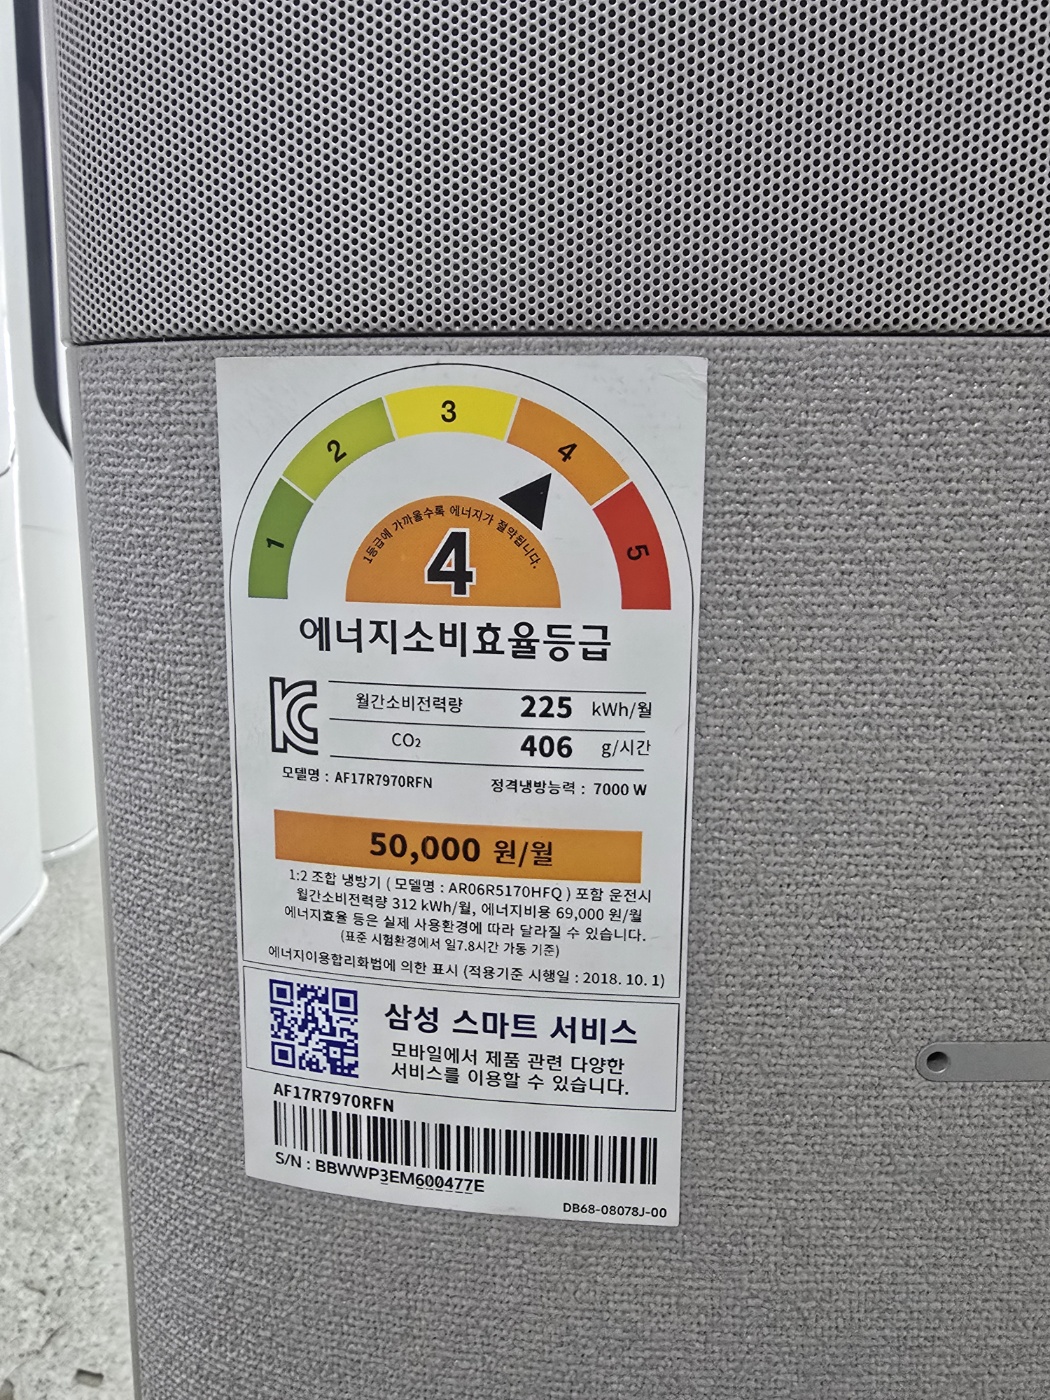 1
2
3
4
5
1등급에 가까울수록 에너지가 절약됩니다.
4
에너지소비효율등급
월간소비전력량 225 kWh/월
CO₂ 406 g/시간
모델명 : AF17R7970RFN 정격냉방능력 : 7000 W
50,000 원/월
1:2 조합 냉방기 ( 모델명 : AR06R5170HFQ ) 포함 운전시
월간소비전력량 312 kWh/월, 에너지비용 69,000 원/월
에너지효율 등은 실제 사용환경에 따라 달라질 수 있습니다.
(표준 시험환경에서 일7.8시간 가동 기준)
에너지이용합리화법에 의한 표시 (적용기준 시행일 : 2018. 10. 1)
삼성 스마트 서비스
모바일에서 제품 관련 다양한
서비스를 이용할 수 있습니다.
AF17R7970RFN
S/N : BBWWP3EM600477E
DB68-08078J-00